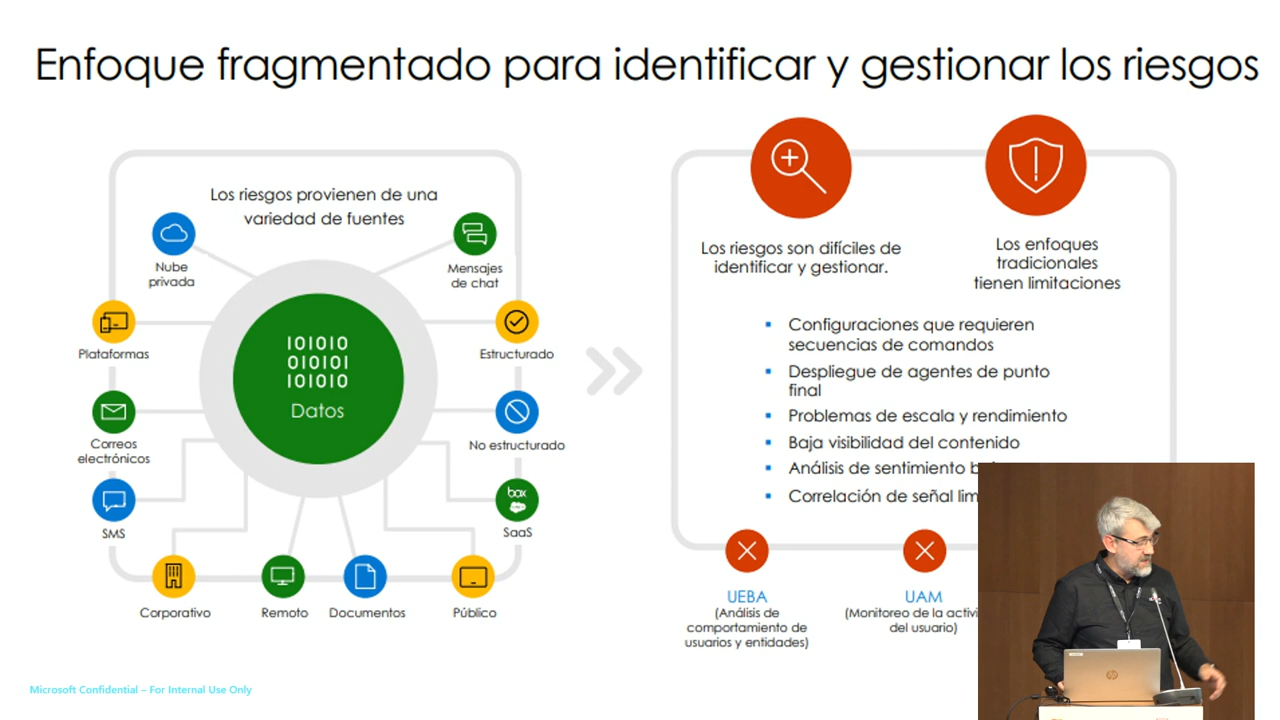 Enfoque fragmentado para identificar y gestionar los riesgos
Los riesgos provienen de una
variedad de fuentes
Nube
privada
Mensajes
de chat
Plataformas
Estructurado
101010
010101
101010
Datos
Correos
electrónicos
No estructurado
SMS
box
SaaS
Corporativo
Remoto
Documentos
Público
Los riesgos son difíciles de
identificar y gestionar.
Los enfoques
tradicionales
tienen limitaciones
Configuraciones que requieren
secuencias de comandos
Despliegue de agentes de punto
final
Problemas de escala y rendimiento
Baja visibilidad del contenido
Análisis de sentimiento
Correlación de señal
UEBA
(Análisis de
comportamiento de
usuarios y entidades)
UAM
(Monitoreo de la
del usuario)
Microsoft Confidential – For Internal Use Only
hp